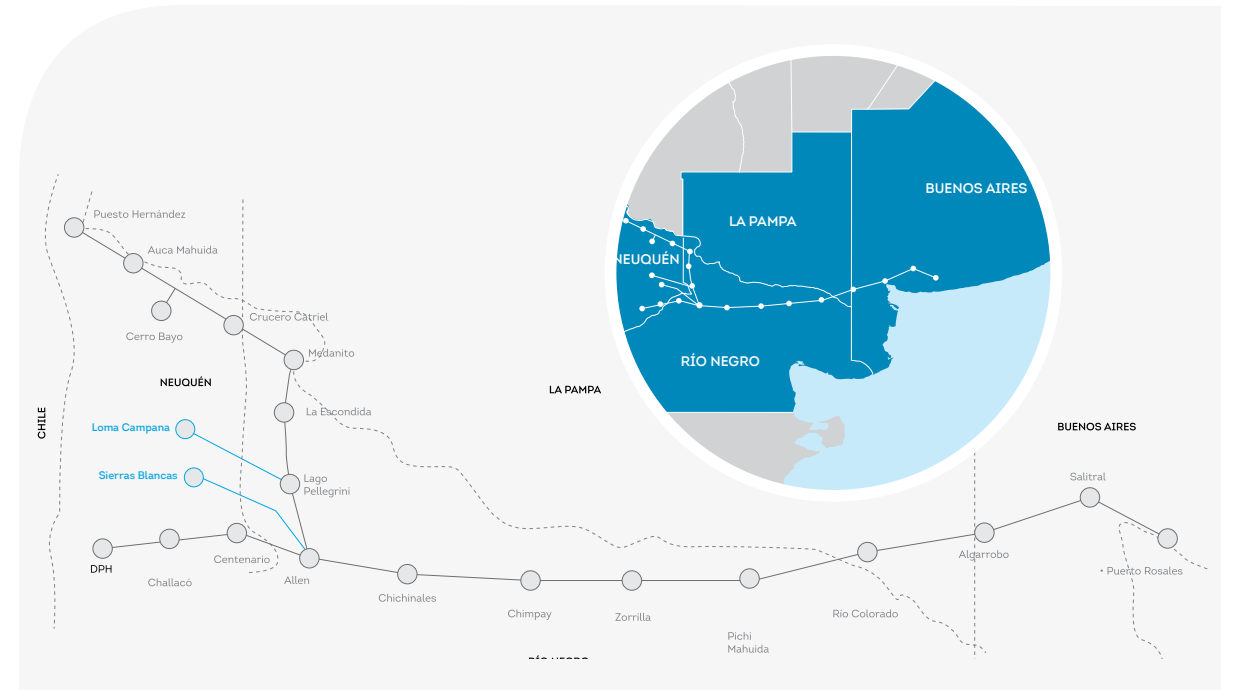 BUENOS AIRES
LA PAMPA
NEUQUÉN
RÍO NEGRO
Puesto Hernández
Auca Mahuida
Crucero Catriel
Cerro Bayo
Medanito
NEUQUÉN
LA PAMPA
CHILE
La Escondida
Loma Campana
BUENOS AIRES
Sierras Blancas
Lago
Pellegrini
Salitral
Centenario
Algarrobo
DPH
Challacó
Allen
• Puerto Rosales
Chichinales
Chimpay
Zorrilla
Río Colorado
Pichi
Mahuida
RÍO NEGRO